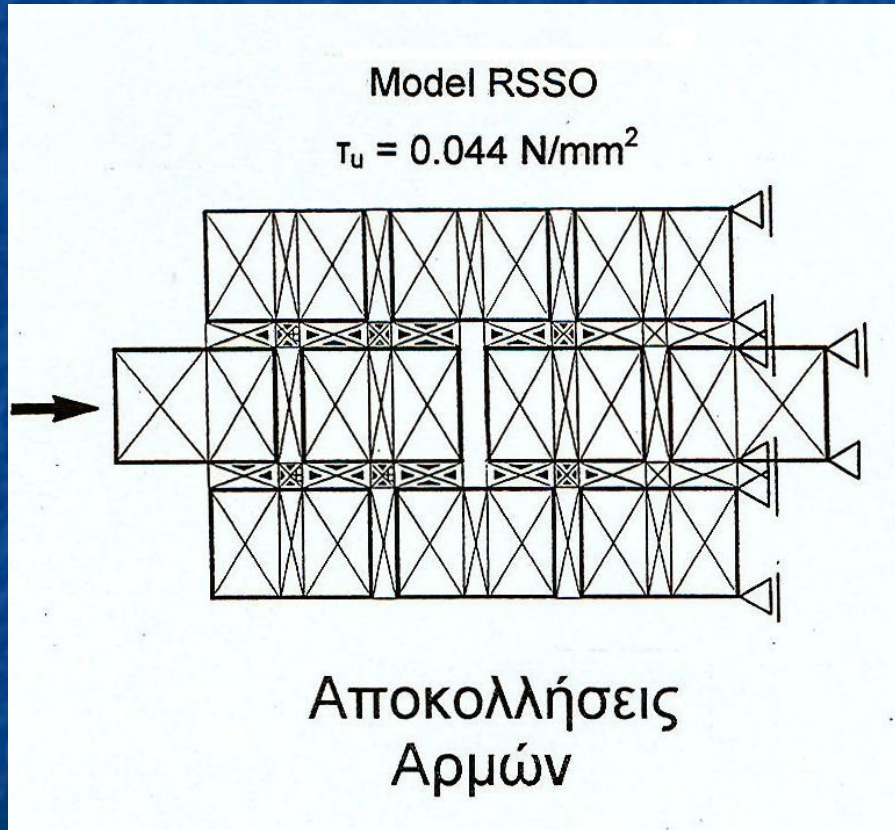 Model RSSO
τᵤ = 0.044 N/mm²
Αποκολλήσεις
Αρμών